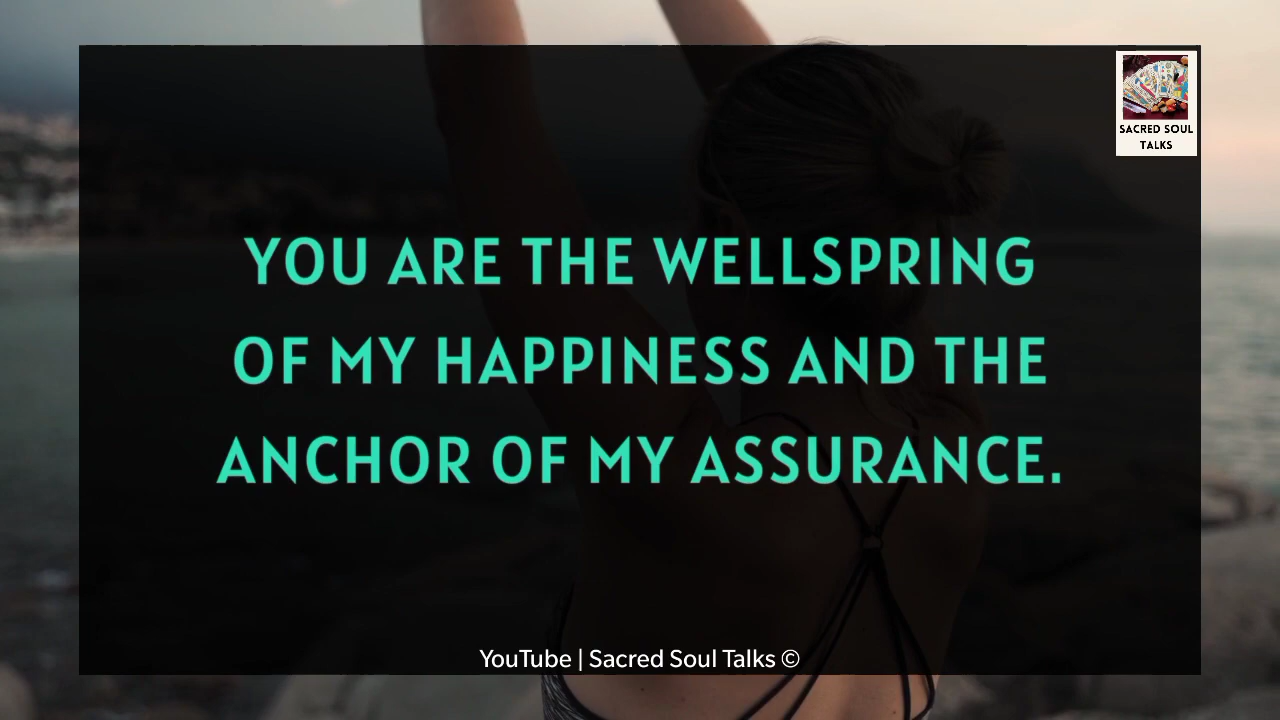 SACRED SOUL
TALKS
YOU ARE THE WELLSPRING
OF MY HAPPINESS AND THE
ANCHOR OF MY ASSURANCE.
YouTube | Sacred Soul Talks ©